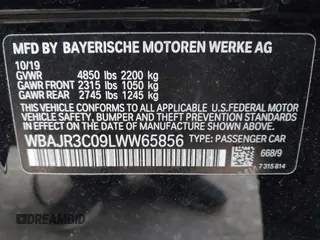 MFD BY BAYERISCHE MOTOREN WERKE AG
10/19
GVWR 4850 lbs 2200 kg
GAWR FRONT 2315 lbs 1050 kg
GAWR REAR 2745 lbs 1245 kg
THIS VEHICLE CONFORMS TO ALL APPLICABLE U.S. FEDERAL MOTOR
VEHICLE SAFETY, BUMPER, AND THEFT PREVENTION STANDARDS
IN EFFECT ON THE DATE OF MANUFACTURE SHOWN ABOVE.
WBAJR3C09LWW65856 TYPE: PASSENGER CAR
668/9
7 315 814
DREAMBID